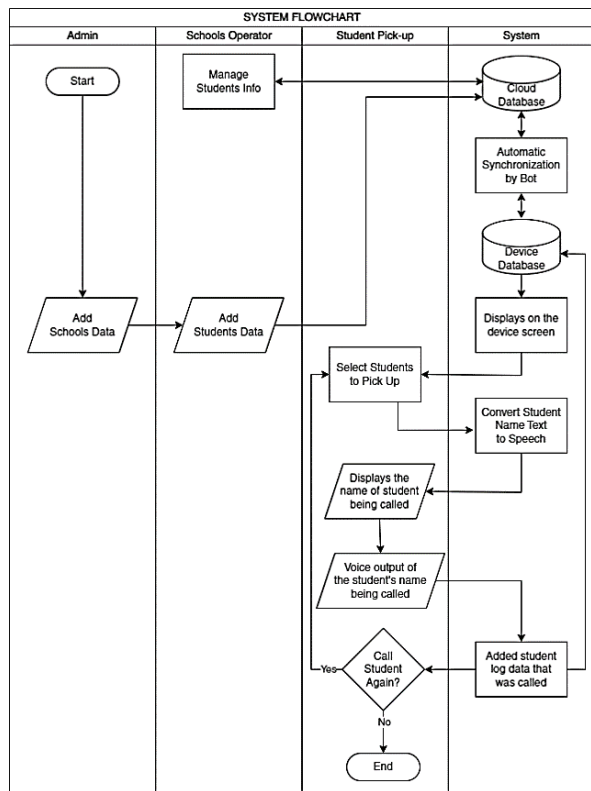 SYSTEM FLOWCHART
Admin
Schools Operator
Student Pick-up
System
Start
Manage
Students Info
Cloud
Database
Automatic
Synchronization
by Bot
Device
Database
Add
Schools Data
Add
Students Data
Displays on the
device screen
Select Students
to Pick Up
Convert Student
Name Text
to Speech
Displays the
name of student
being called
Voice output of
the student's name
being called
Call
Student
Again?
Yes
Added student
log data that
was called
No
End